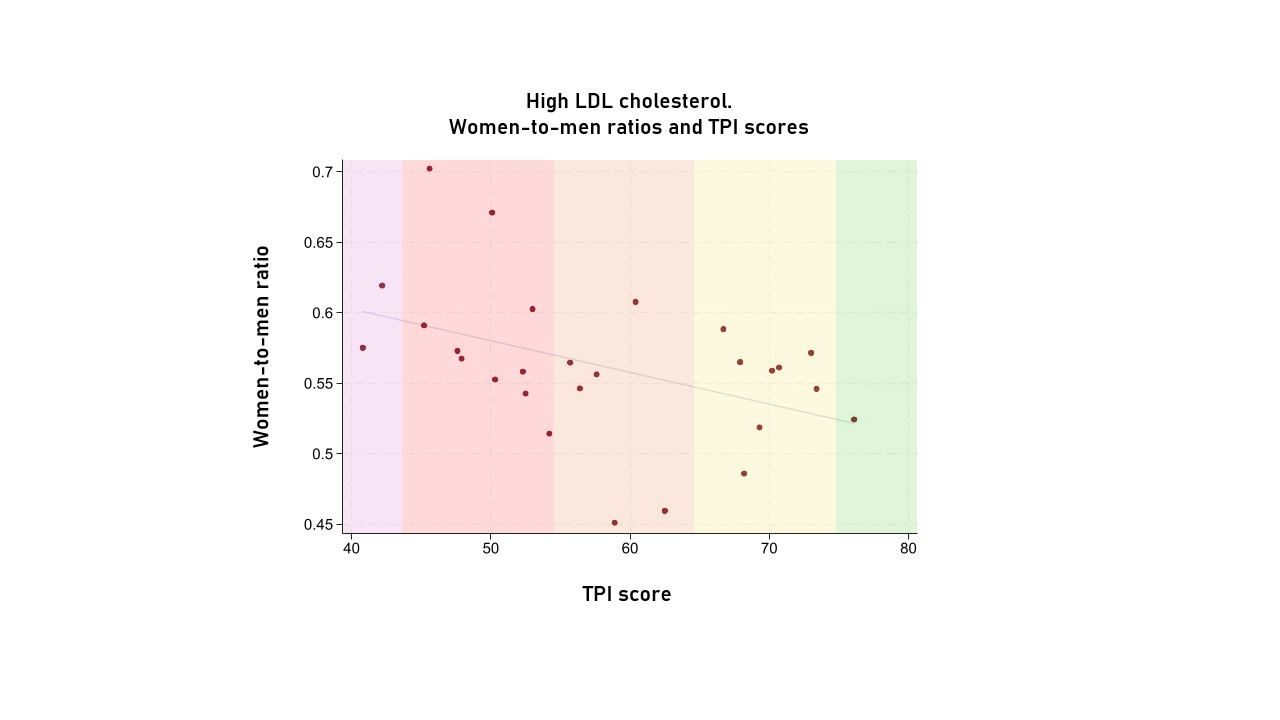 High LDL cholesterol.
Women-to-men ratios and TPI scores
Women-to-men ratio
0.7
0.65
0.6
0.55
0.5
0.45
40 50 60 70 80
TPI score